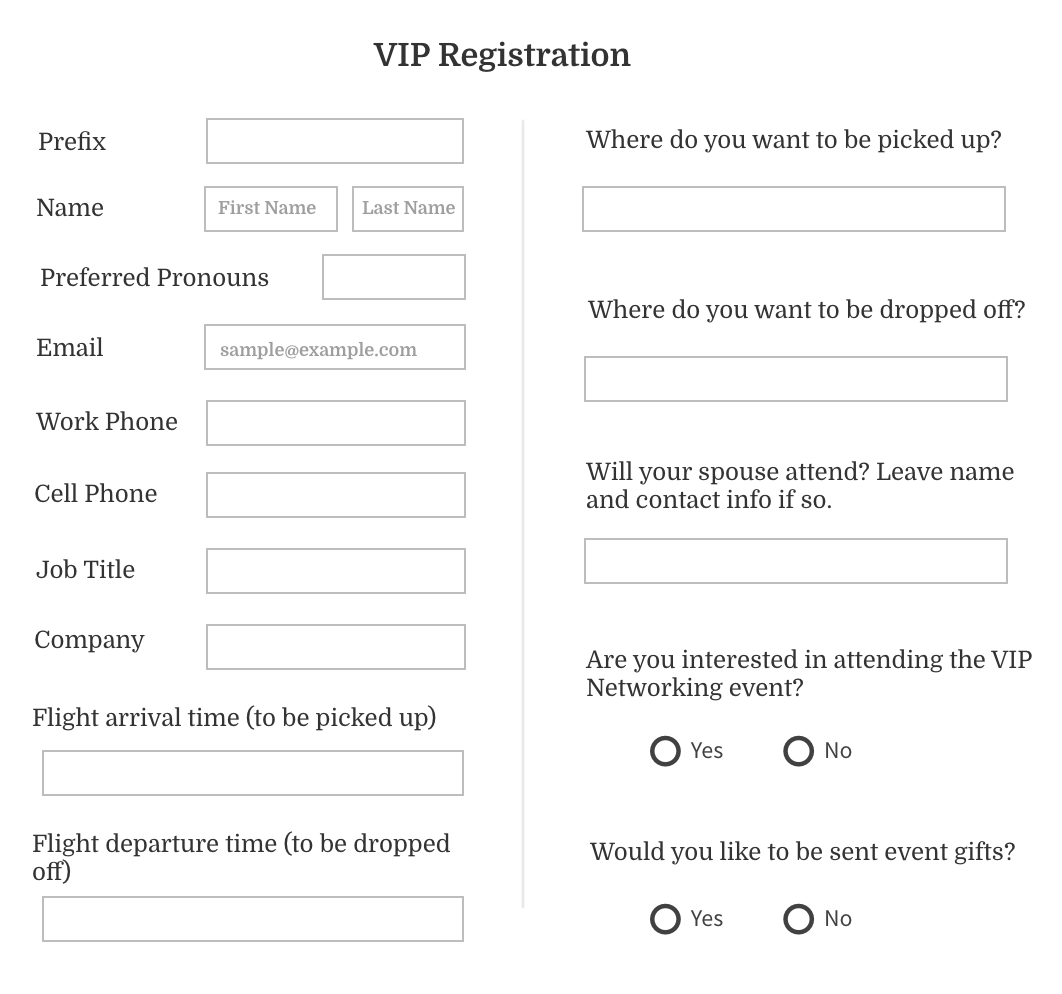 VIP Registration
Prefix
Name
First Name
Last Name
Preferred Pronouns
Email
sample@example.com
Work Phone
Cell Phone
Job Title
Company
Flight arrival time (to be picked up)
Flight departure time (to be dropped
off)
Where do you want to be picked up?
Where do you want to be dropped off?
Will your spouse attend? Leave name
and contact info if so.
Are you interested in attending the VIP
Networking event?
Yes
No
Would you like to be sent event gifts?
Yes
No